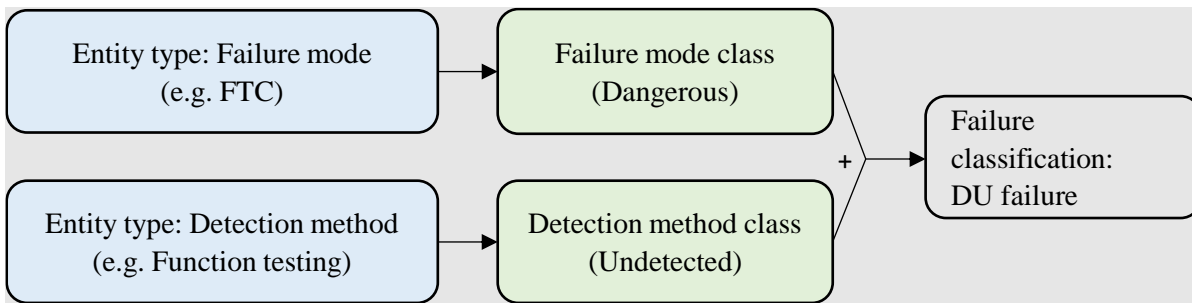 Entity type: Failure mode
(e.g. FTC)
Failure mode class
(Dangerous)
+
Failure
classification:
DU failure
Entity type: Detection method
(e.g. Function testing)
Detection method class
(Undetected)